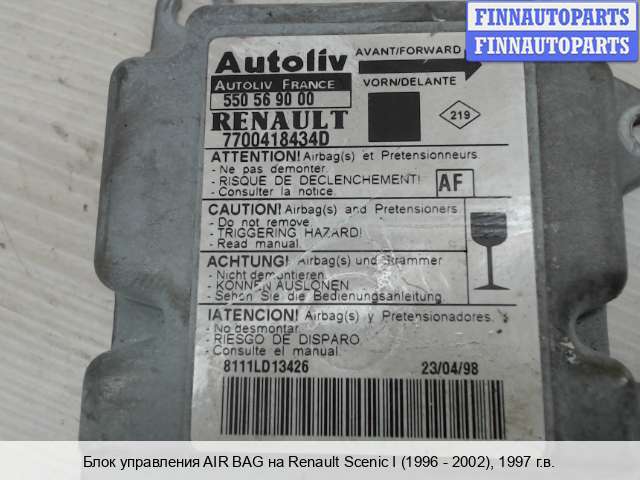 FINNAUTOPARTS
FINNAUTOPARTS
Autoliv
AVANT/FORWARD
AUTOLIV FRANCE
VORN/DELANTE
550 56 90 00
RENAULT
7700418434D
219
ATTENTION! Airbag(s) et Pretensionneurs.
- Ne pas demonter.
- RISQUE DE DECLENCHEMENT!
- Consulter la notice.
AF
CAUTION! Airbag(s) and Pretensioners
- Do not remove
- TRIGGERING HAZARD!
- Read manual.
ACHTUNG! Airbag(s) und Strammer
- Nicht demontieren.
- KONNEN AUSLONEN
- Sehen Sie die Bedienungsanleitung.
!ATENCION! Airbag(s) y Pretensionadores.
- No desmontar.
- RIESGO DE DISPARO
- Consulte el manual.
8111LD13426
23/04/98
Блок управления AIR BAG на Renault Scenic I (1996 - 2002), 1997 г.в.